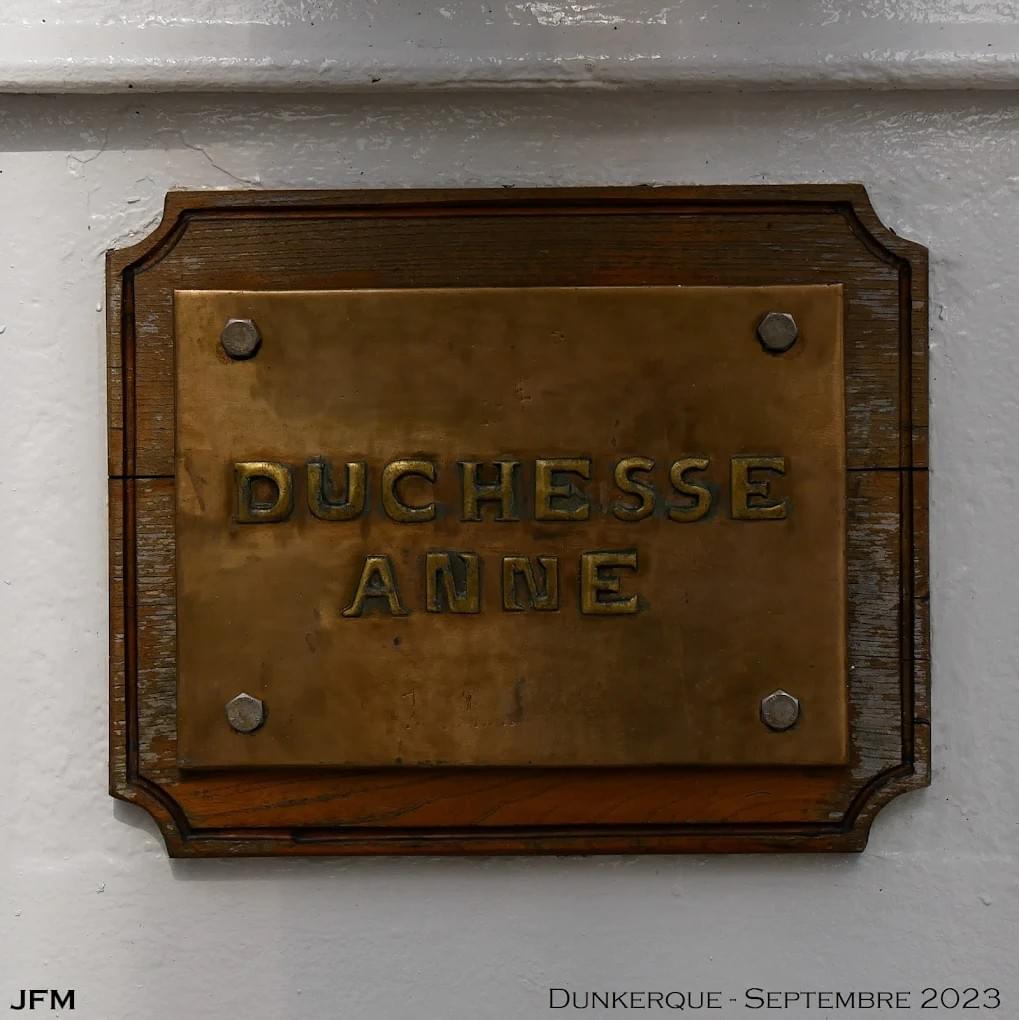 DUCHESSE
ANNE
JFM
Dunkerque - Septembre 2023